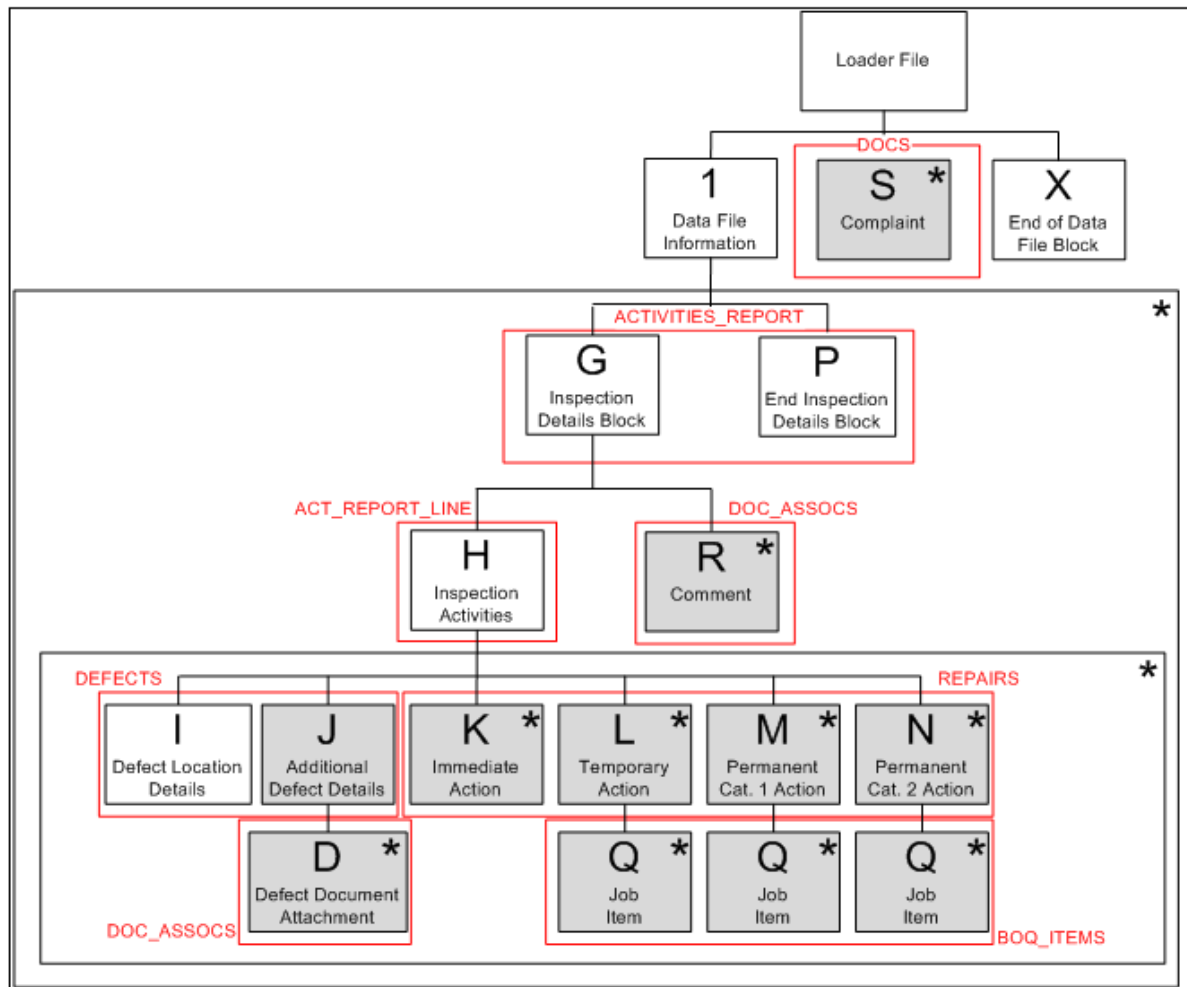 Loader File
DOCS
1
Data File
Information
S *
Complaint
X
End of Data
File Block
*
ACTIVITIES_REPORT
G
Inspection
Details Block
P
End Inspection
Details Block
ACT_REPORT_LINE
DOC_ASSOCS
H
Inspection
Activities
R *
Comment
*
DEFECTS
REPAIRS
I
Defect Location
Details
J
Additional
Defect Details
K *
Immediate
Action
L *
Temporary
Action
M *
Permanent
Cat. 1 Action
N *
Permanent
Cat. 2 Action
D *
Defect Document
Attachment
Q *
Job
Item
Q *
Job
Item
Q *
Job
Item
DOC_ASSOCS
BOQ_ITEMS